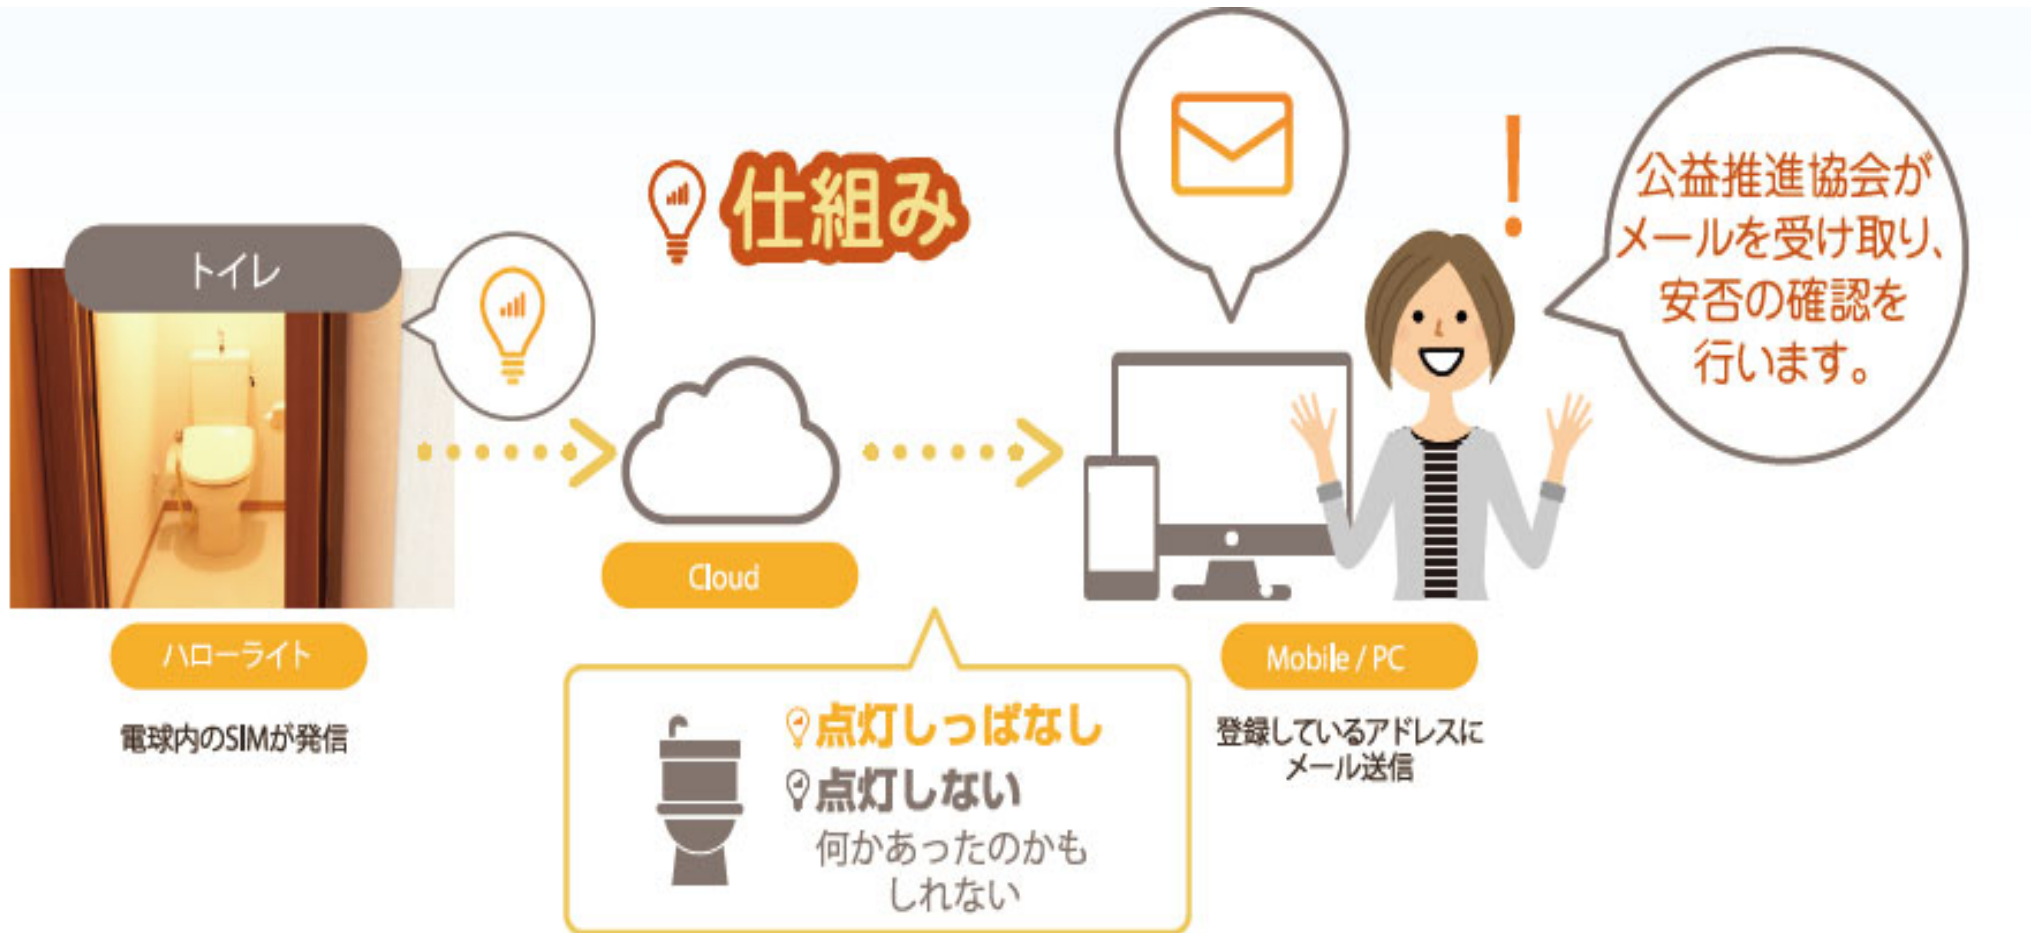 仕組み
トイレ
公益推進協会が
メールを受け取り、
安否の確認を
行います。
Cloud
ハローライト
電球内のSIMが発信
点灯しっぱなし
点灯しない
何かあったのかも
しれない
Mobile / PC
登録しているアドレスに
メール送信